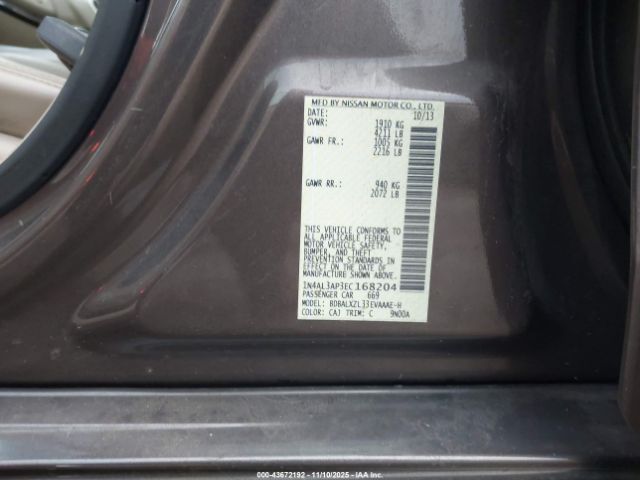 MFD BY NISSAN MOTOR CO., LTD.
DATE: 10/13
GVWR: 1910 KG
4211 LB
GAWR FR.: 1005 KG
2216 LB
GAWR RR.: 940 KG
2072 LB
THIS VEHICLE CONFORMS TO
ALL APPLICABLE FEDERAL
MOTOR VEHICLE SAFETY,
BUMPER, AND THEFT
PREVENTION STANDARDS IN
EFFECT ON THE DATE OF
MANUFACTURE SHOWN ABOVE.
1N4AL3AP3EC168204
PASSENGER CAR 669
MODEL: BDBALXZL33EVAAAE-H
COLOR: CAJ TRIM: C 9N00A
000-43672192 — 11/10/2025 — IAAI.COM